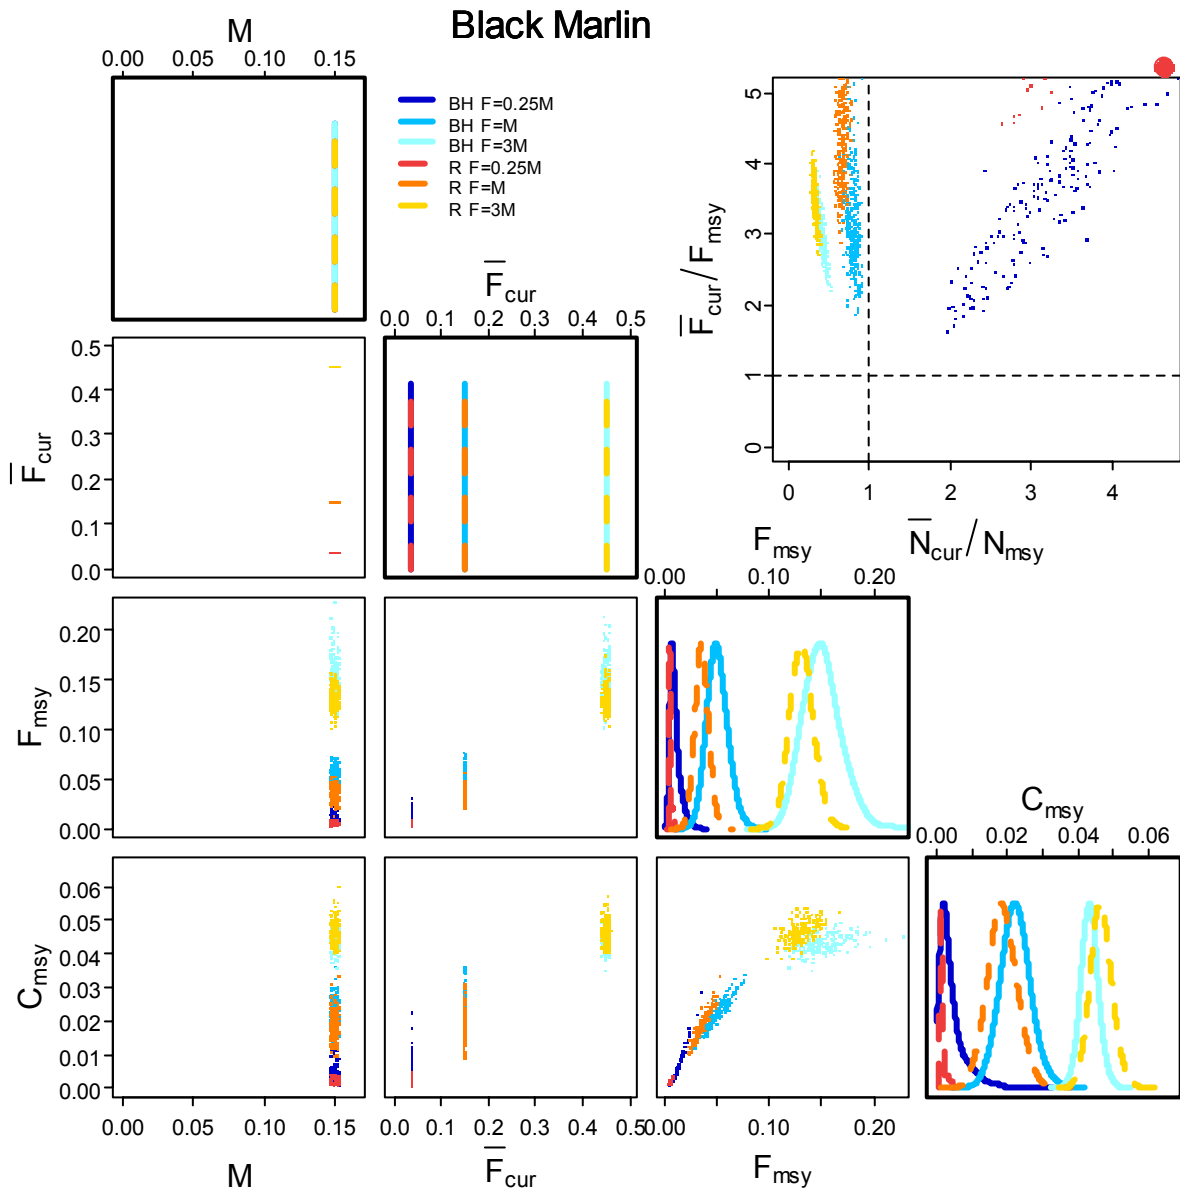 Black Marlin
M
0.00 0.05 0.10 0.15
BH F=0.25M
BH F=M
BH F=3M
R F=0.25M
R F=M
R F=3M
F̅cur/Fmsy
5
4
3
2
1
0
0 1 2 3 4
N̅cur/Nmsy
F̅cur
0.0 0.1 0.2 0.3 0.4 0.5
F̅cur
0.5
0.4
0.3
0.2
0.1
0.0
Fmsy
0.00 0.10 0.20
Fmsy
0.20
0.15
0.10
0.05
0.00
Cmsy
0.00 0.02 0.04 0.06
Cmsy
0.06
0.05
0.04
0.03
0.02
0.01
0.00
0.00 0.05 0.10 0.15
M
0.0 0.1 0.2 0.3 0.4 0.5
F̅cur
0.00 0.10 0.20
Fmsy